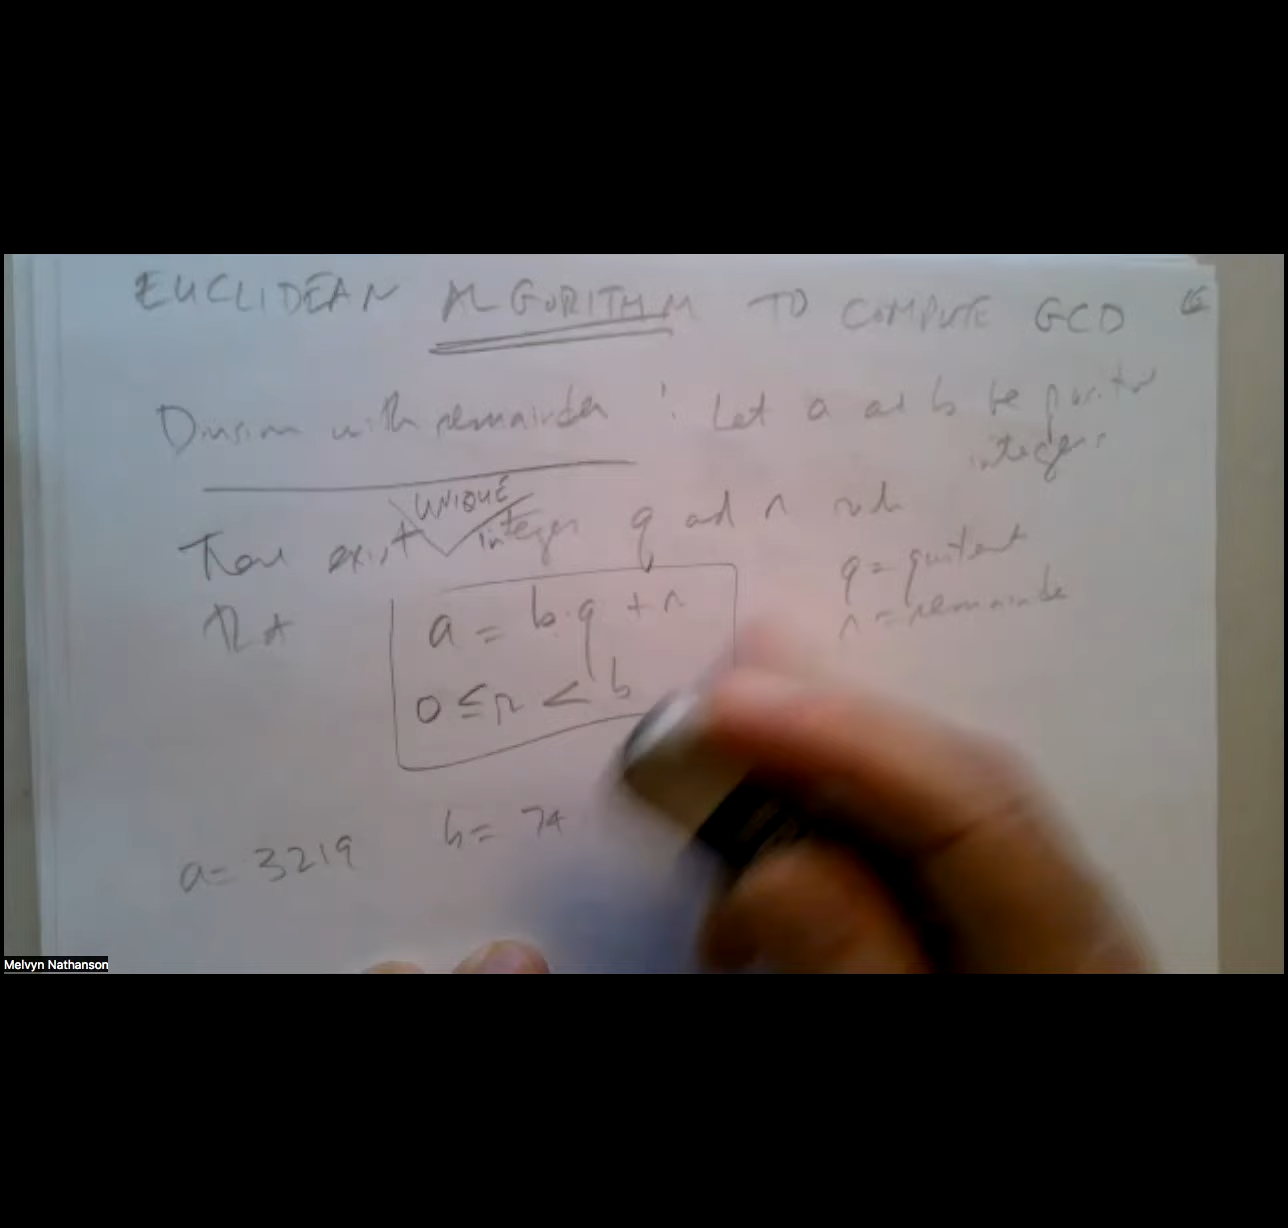 EUCLIDEAN ALGORITHM TO COMPUTE GCD
Division with remainder : Let a and b be positive
integers
UNIQUE
There exist integers q and r such
that
q = quotient
r = remainder
a = b·q + r
0 ≤ r < b
a = 3219 b = 74
Melvyn Nathanson